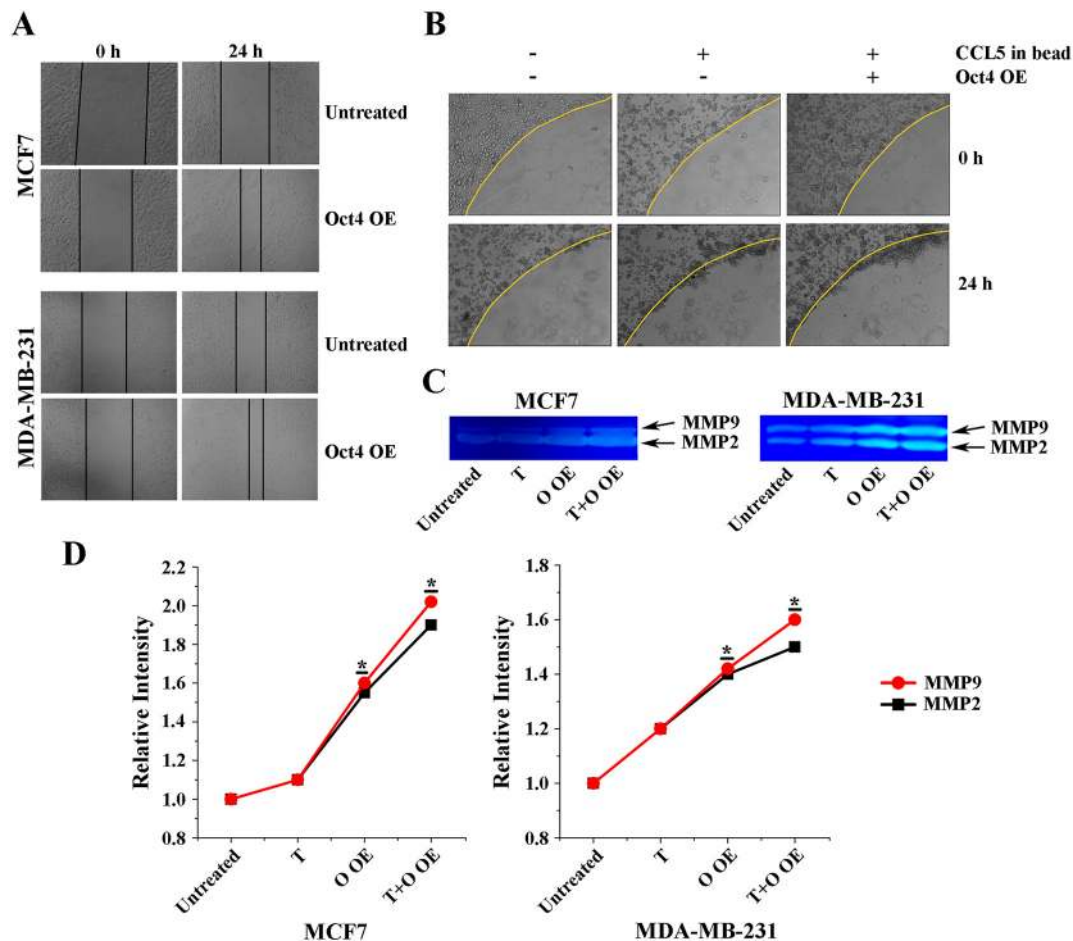 A
0 h 24 h
MCF7
Untreated
Oct4 OE
MDA-MB-231
Untreated
Oct4 OE
B
- + + CCL5 in bead
- - + Oct4 OE
0 h
24 h
C
MCF7
MMP9
MMP2
Untreated T O OE T+O OE
MDA-MB-231
MMP9
MMP2
Untreated T O OE T+O OE
D
Relative Intensity
2.2
2.0
1.8
1.6
1.4
1.2
1.0
0.8
* *
Untreated T O OE T+O OE
MCF7
Relative Intensity
1.8
1.6
1.4
1.2
1.0
0.8
* *
Untreated T O OE T+O OE
MDA-MB-231
MMP9
MMP2